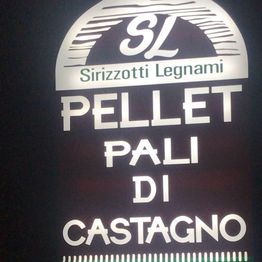 SL
Sirizzotti Legnami
PELLET
PALI
DI
CASTAGNO